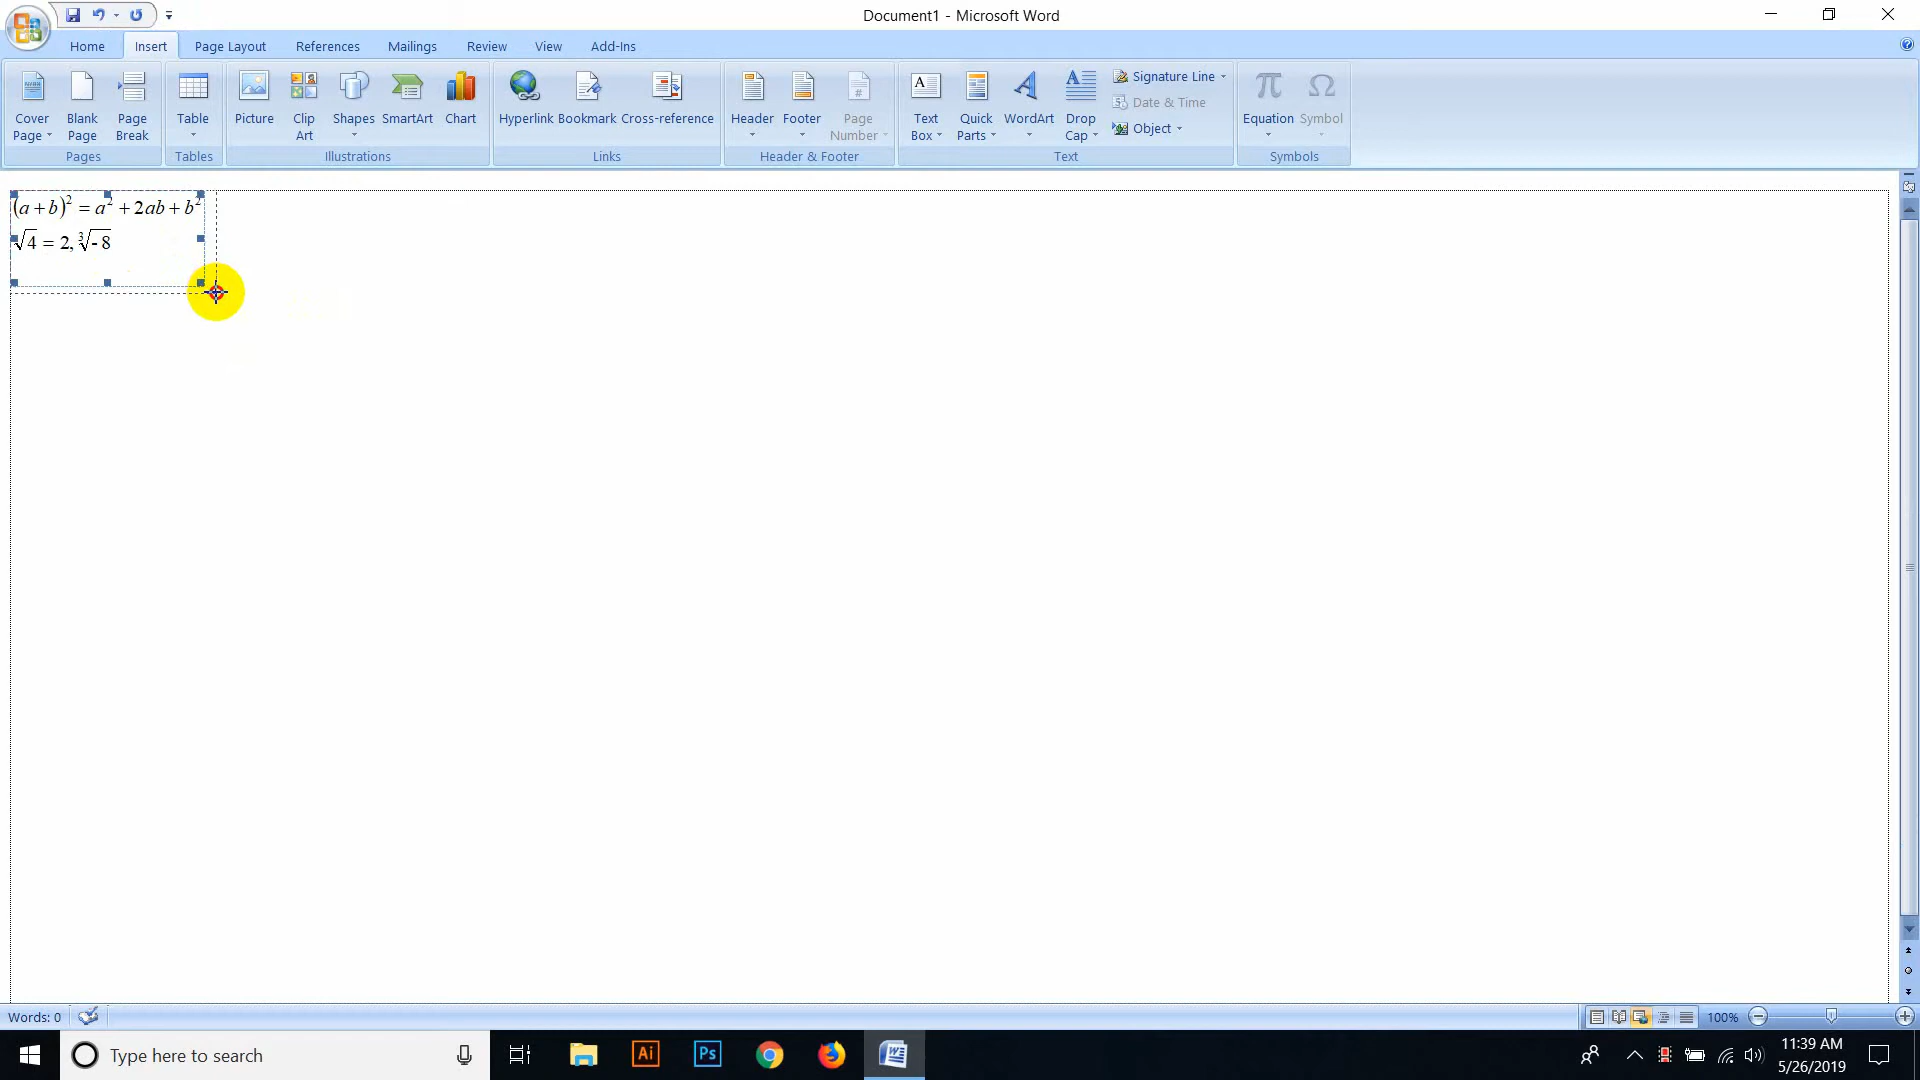 Document1 - Microsoft Word
Home Insert Page Layout References Mailings Review View Add-Ins
Cover Page
Blank Page
Page Break
Pages
Table
Tables
Picture
Clip Art
Shapes
SmartArt
Chart
Illustrations
Hyperlink
Bookmark
Cross-reference
Links
Header
Footer
Page Number
Header & Footer
A
Text Box
Quick Parts
WordArt
Drop Cap
Signature Line
Date & Time
Object
Text
π
Equation
Ω
Symbol
Symbols
(a + b)² = a² + 2ab + b²
√4 = 2, ∛-8
Words: 0
100%
Type here to search
Ai
Ps
11:39 AM
5/26/2019